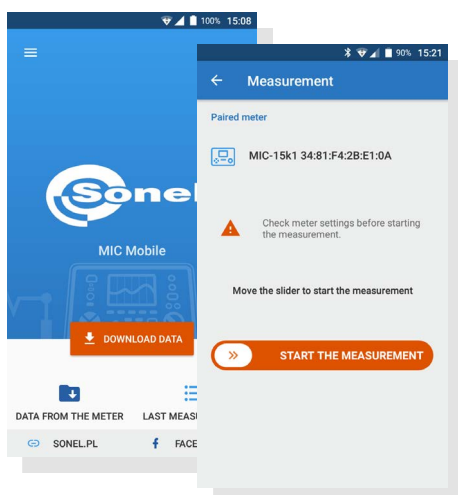 100% 15:08
Sonel
MIC Mobile
DOWNLOAD DATA
DATA FROM THE METER
LAST MEAS
SONEL.PL
FACE
90% 15:21
Measurement
Paired meter
MIC-15k1 34:81:F4:2B:E1:0A
Check meter settings before starting
the measurement.
Move the slider to start the measurement
START THE MEASUREMENT